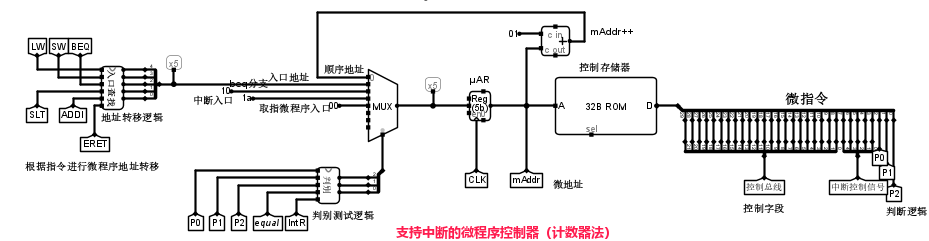 LW
SW
BEQ
x5
入口查找
SLT
ADDI
地址转移逻辑
ERET
根据指令进行微程序地址转移
入口地址
beq分支
10
中断入口
1a
取指微程序入口
00
顺序地址
0
MUX
x5
μAR
Reg
(5b)
CLK
01
c in
+
c out
mAddr++
mAddr
微地址
控制存储器
A
32B ROM
D
sel
微指令
控制总线
控制字段
中断控制信号
P0
P1
P2
判断逻辑
P0
P1
P2
equal
IntR
判别测试逻辑
支持中断的微程序控制器（计数器法）